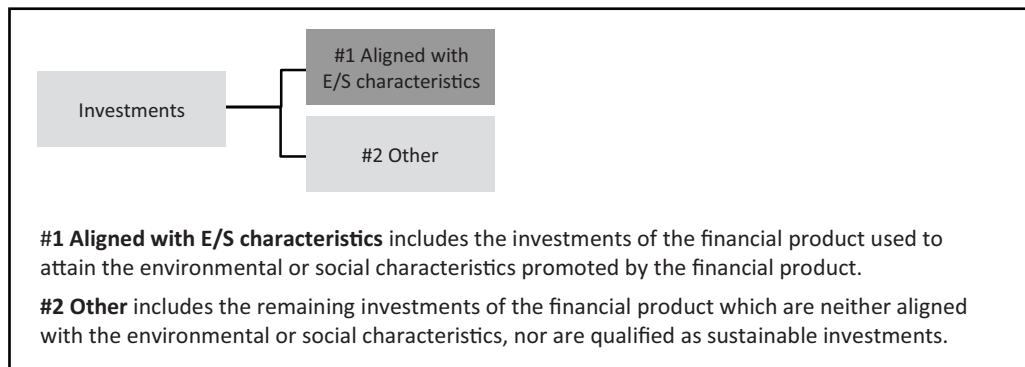 #1 Aligned with
E/S characteristics
Investments
#2 Other
#1 Aligned with E/S characteristics includes the investments of the financial product used to
attain the environmental or social characteristics promoted by the financial product.
#2 Other includes the remaining investments of the financial product which are neither aligned
with the environmental or social characteristics, nor are qualified as sustainable investments.